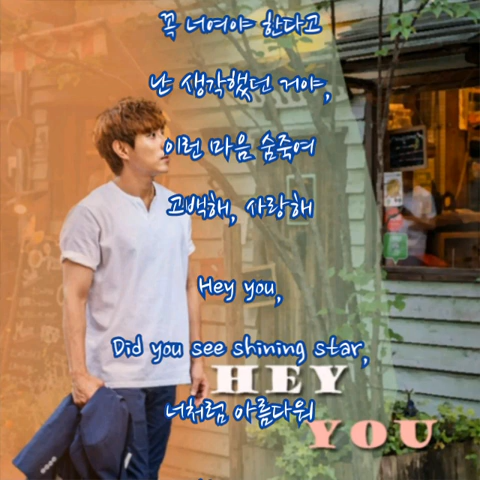 꼭 너여야 한다고
난 생각했던 거야,
이런 마음 숨죽여
고백해, 사랑해
Hey you,
Did you see shining star,
너처럼 아름다워
HEY
YOU